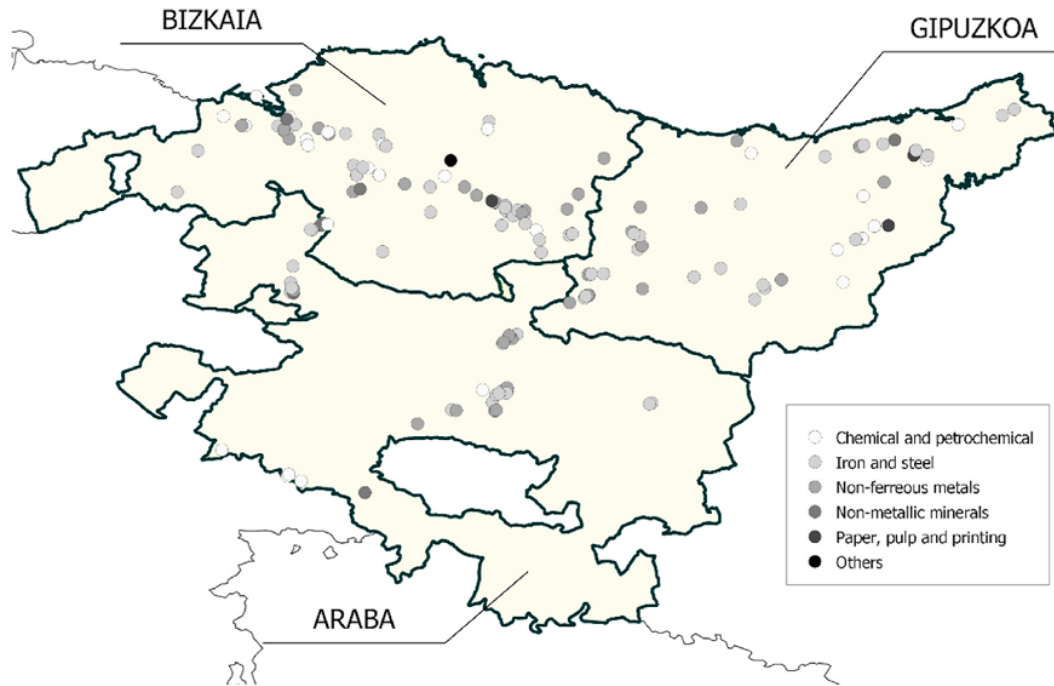 BIZKAIA
GIPUZKOA
Chemical and petrochemical
Iron and steel
Non-ferreous metals
Non-metallic minerals
Paper, pulp and printing
Others
ARABA